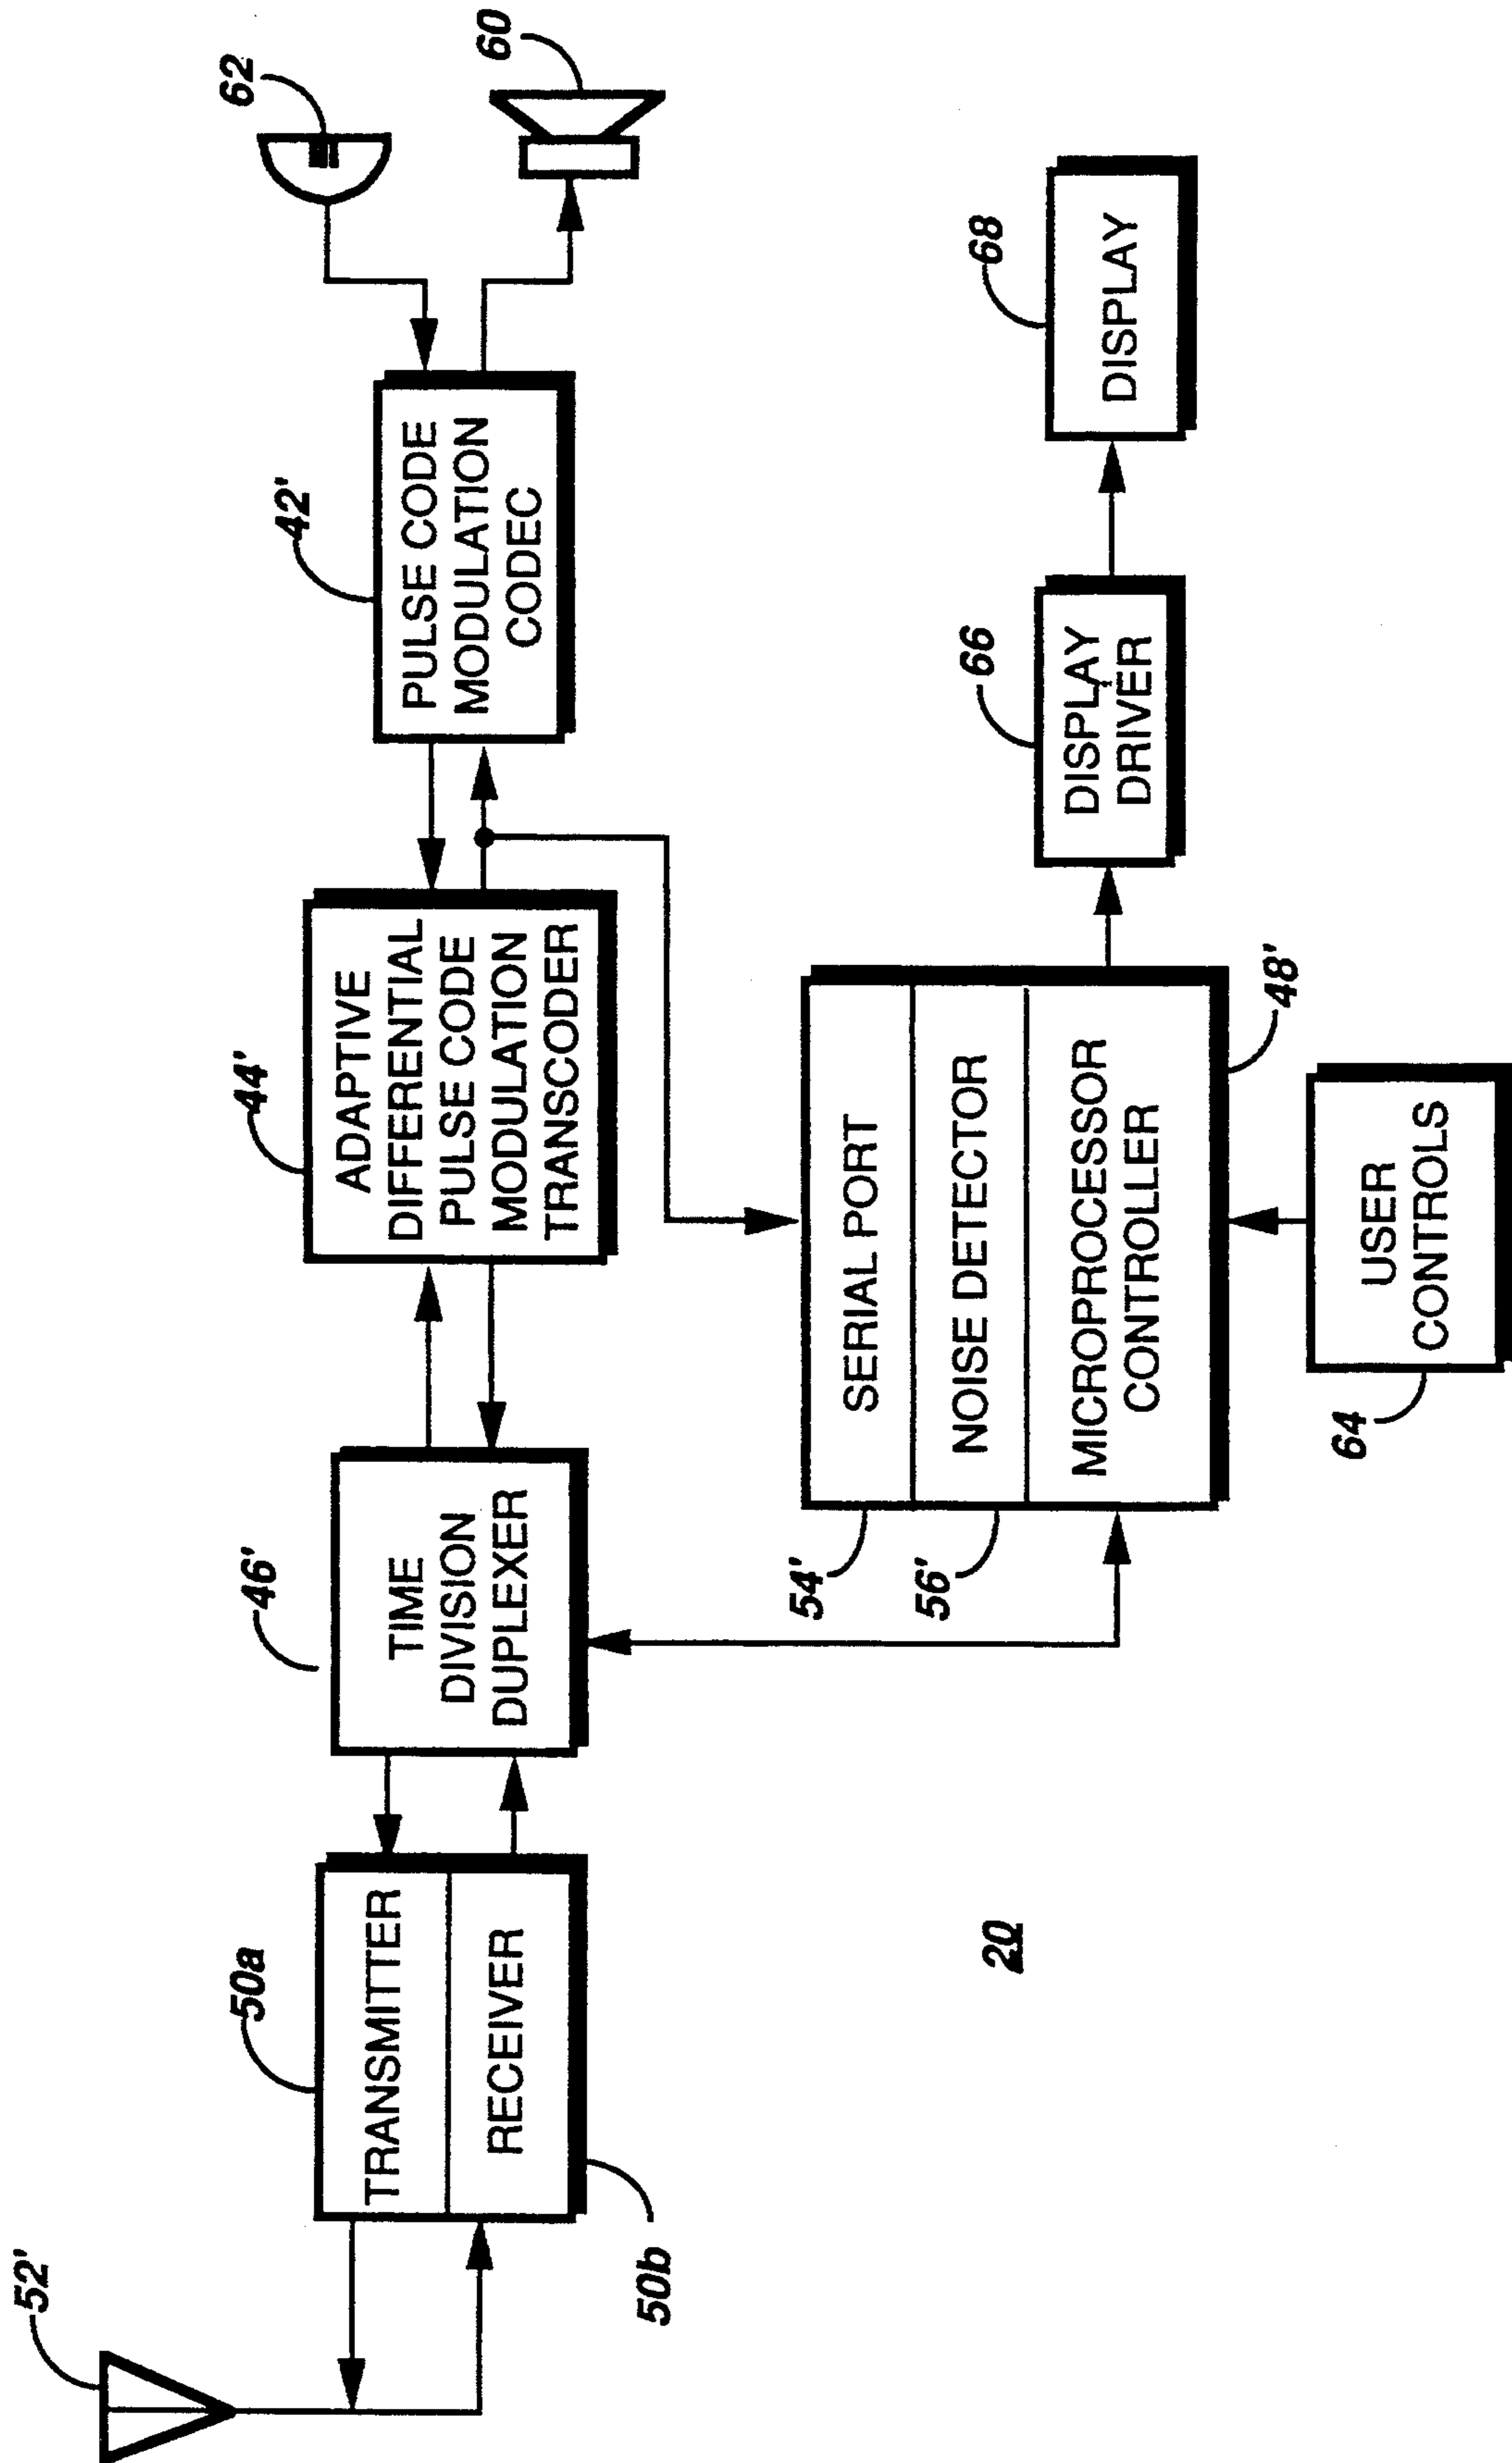 52'
50a
TRANSMITTER
RECEIVER
50b
46'
TIME
DIVISION
DUPLEXER
44'
ADAPTIVE
DIFFERENTIAL
PULSE CODE
MODULATION
TRANSCODER
42'
PULSE CODE
MODULATION
CODEC
62
60
54'
SERIAL PORT
56'
NOISE DETECTOR
MICROPROCESSOR
CONTROLLER
48'
66
DISPLAY
DRIVER
68
DISPLAY
64
USER
CONTROLS
20